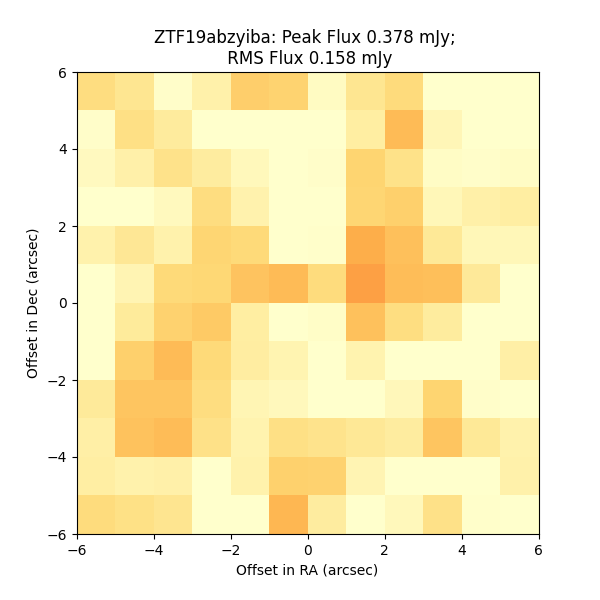 ZTF19abzyiba: Peak Flux 0.378 mJy;
RMS Flux 0.158 mJy
6
4
2
0
−2
−4
−6
Offset in Dec (arcsec)
−6 −4 −2 0 2 4 6
Offset in RA (arcsec)